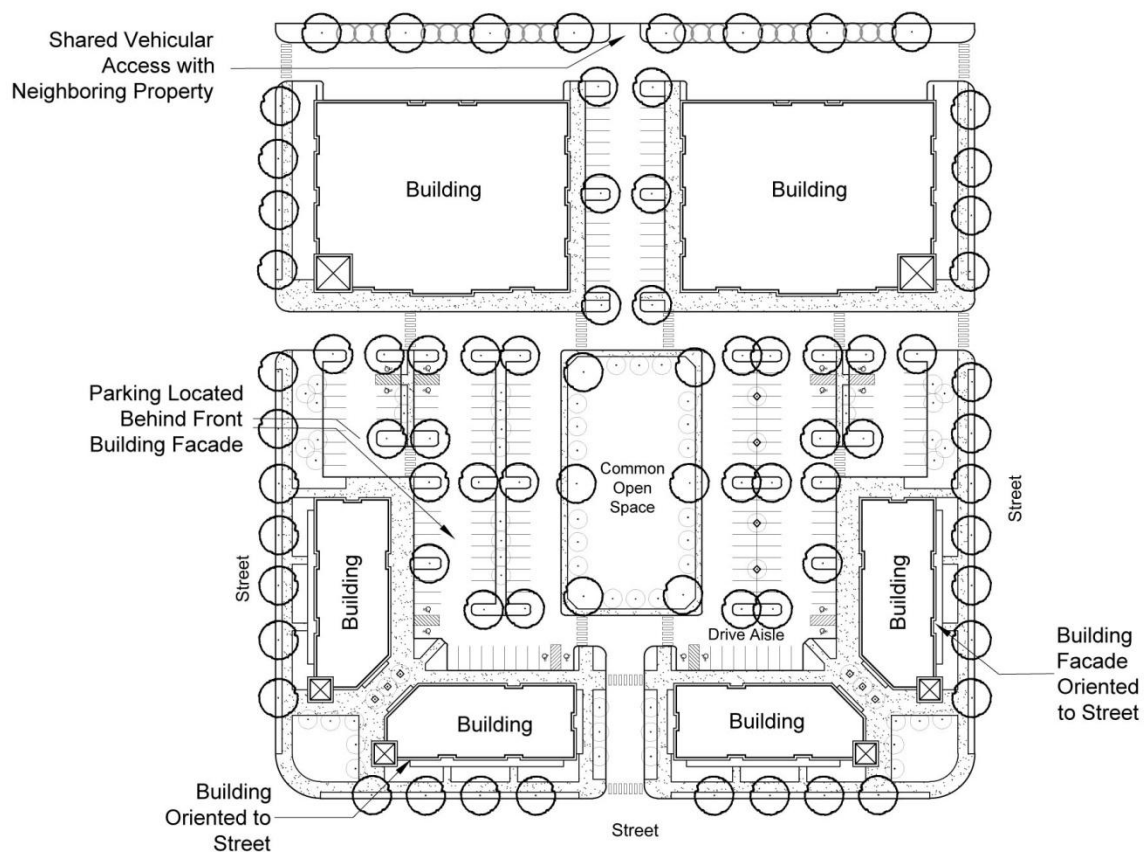 Shared Vehicular
Access with
Neighboring Property
Building
Building
Parking Located
Behind Front
Building Facade
Common
Open
Space
Street
Street
Building
Building
Drive Aisle
Building
Facade
Oriented
to Street
Building
Building
Building
Oriented to
Street
Street